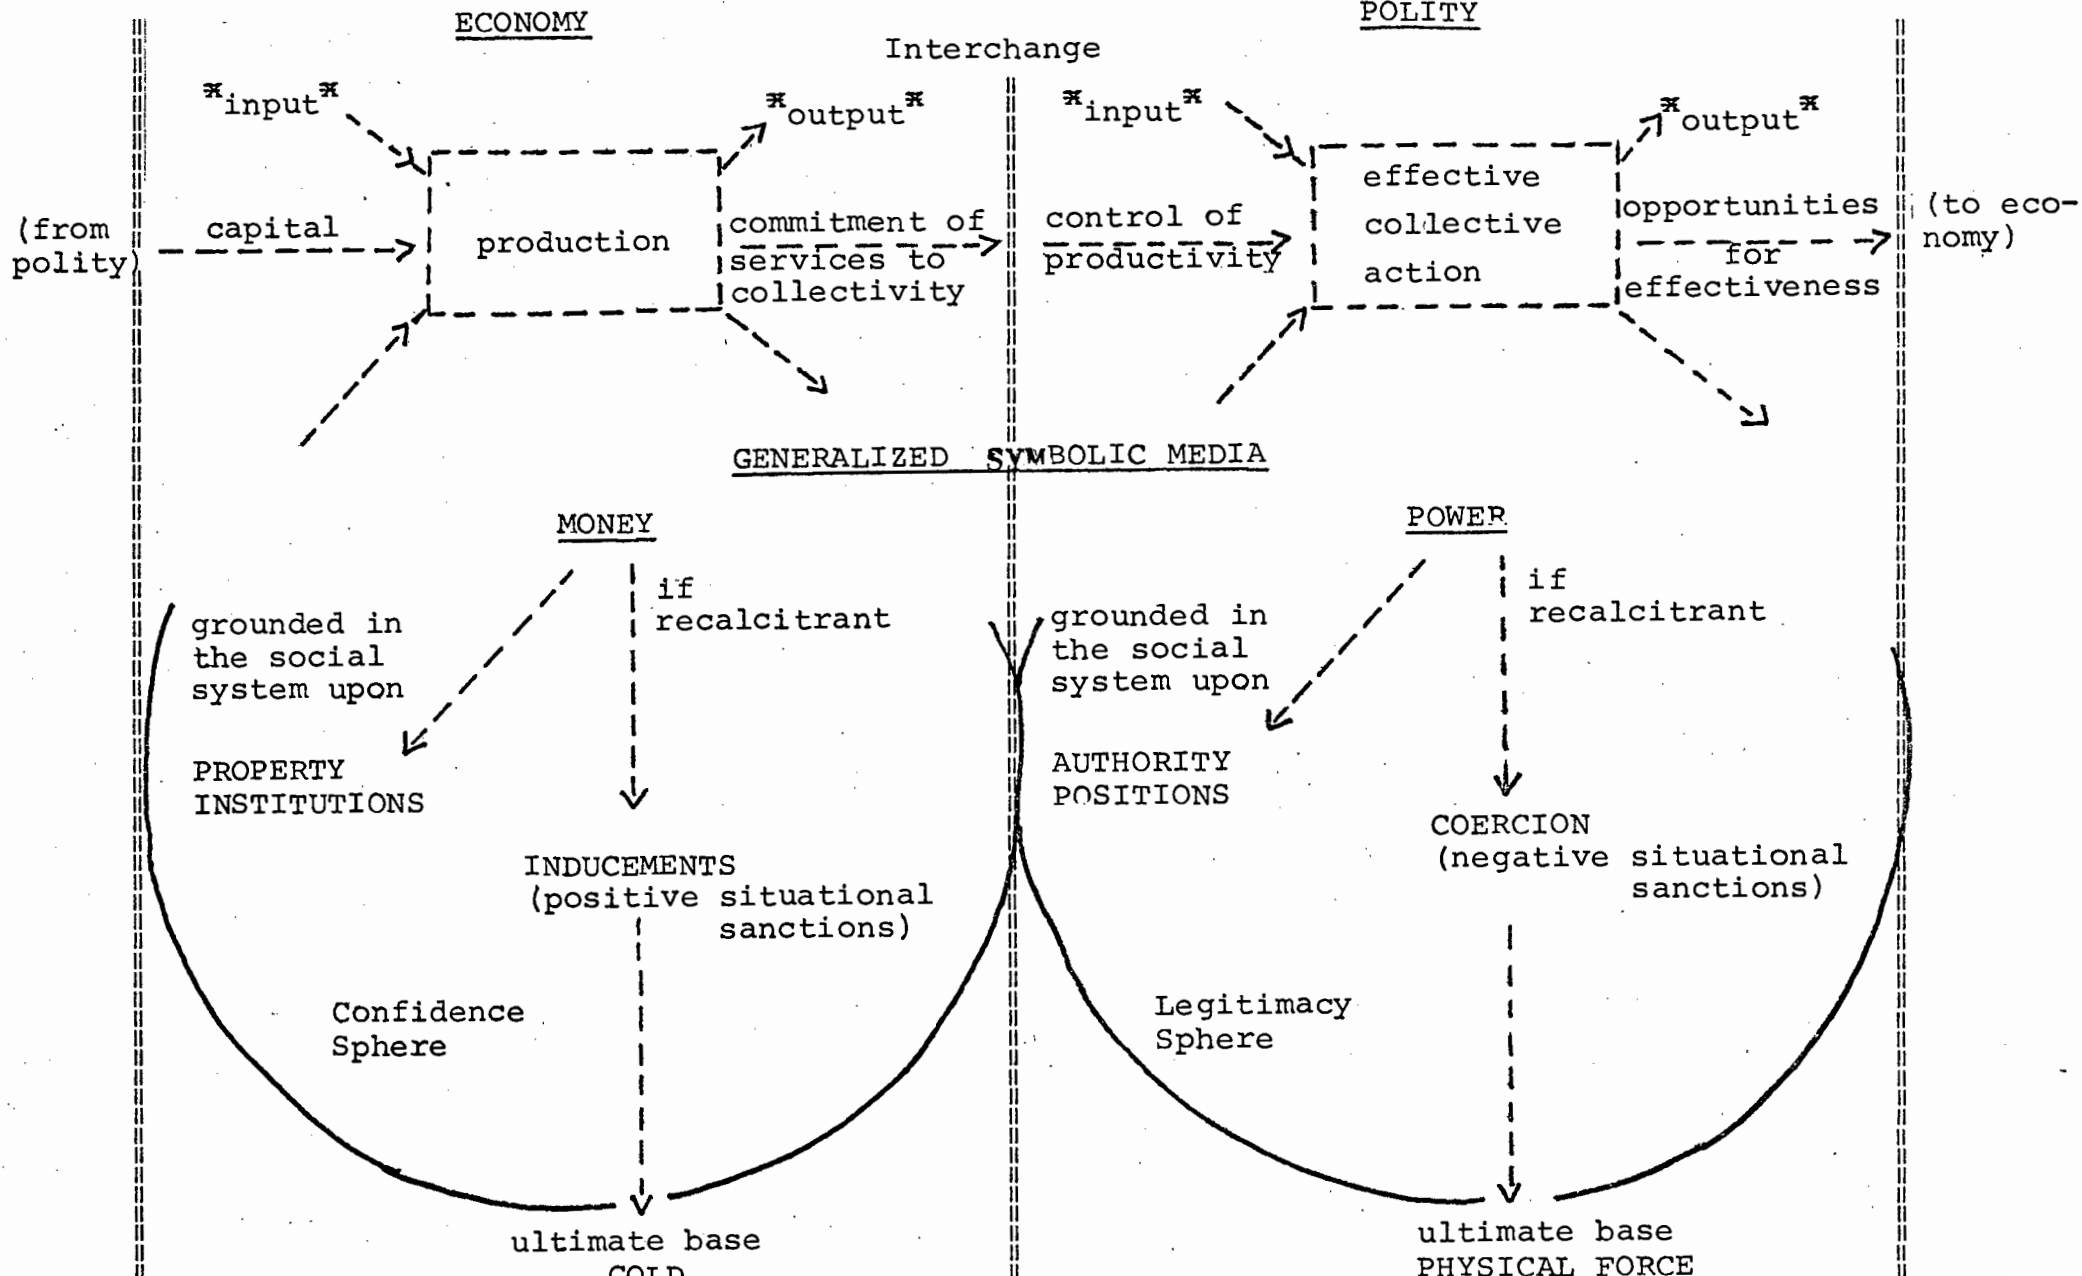 ECONOMY
POLITY
Interchange
*input*
*output*
*input*
*output*
(from
polity)
capital
production
commitment of
services to
collectivity
control of
productivity
effective
collective
action
opportunities
for
effectiveness
(to eco-
nomy)
GENERALIZED SYMBOLIC MEDIA
MONEY
if
recalcitrant
grounded in
the social
system upon
PROPERTY
INSTITUTIONS
INDUCEMENTS
(positive situational
sanctions)
Confidence
Sphere
ultimate base
GOLD
POWER
if
recalcitrant
grounded in
the social
system upon
AUTHORITY
POSITIONS
COERCION
(negative situational
sanctions)
Legitimacy
Sphere
ultimate base
PHYSICAL FORCE